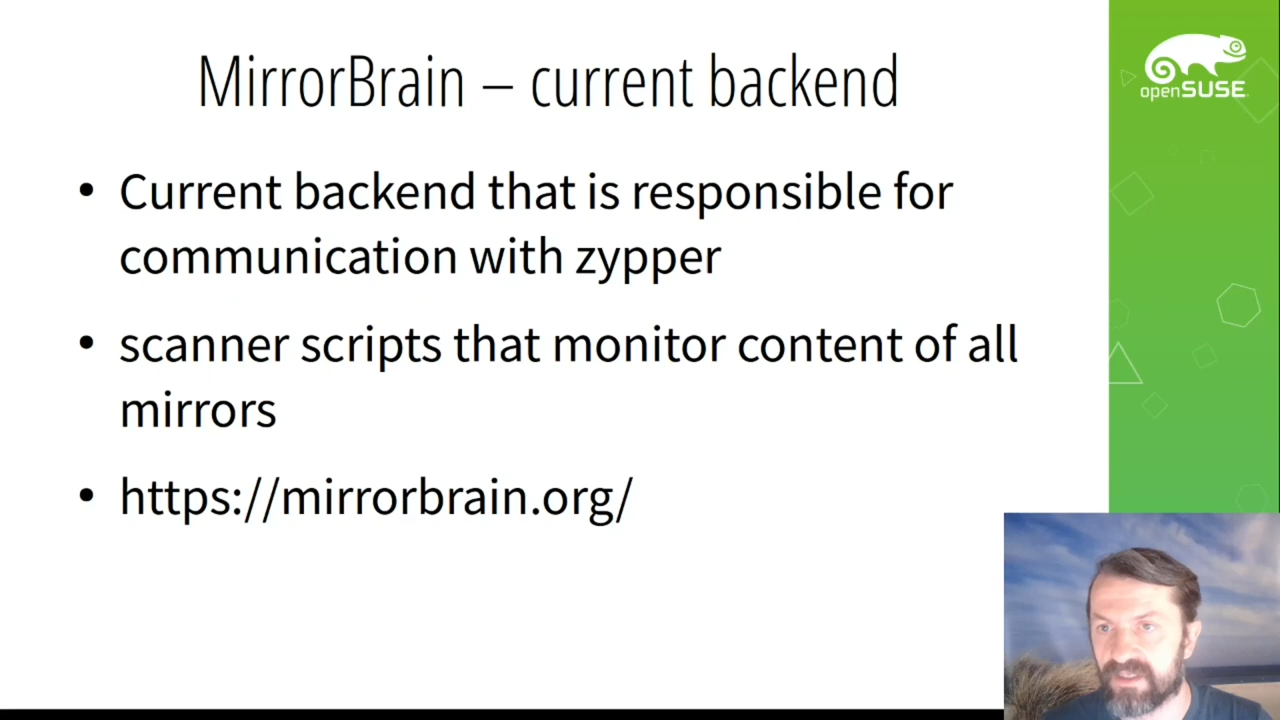 MirrorBrain – current backend
openSUSE
• Current backend that is responsible for
communication with zypper
• scanner scripts that monitor content of all
mirrors
• https://mirrorbrain.org/